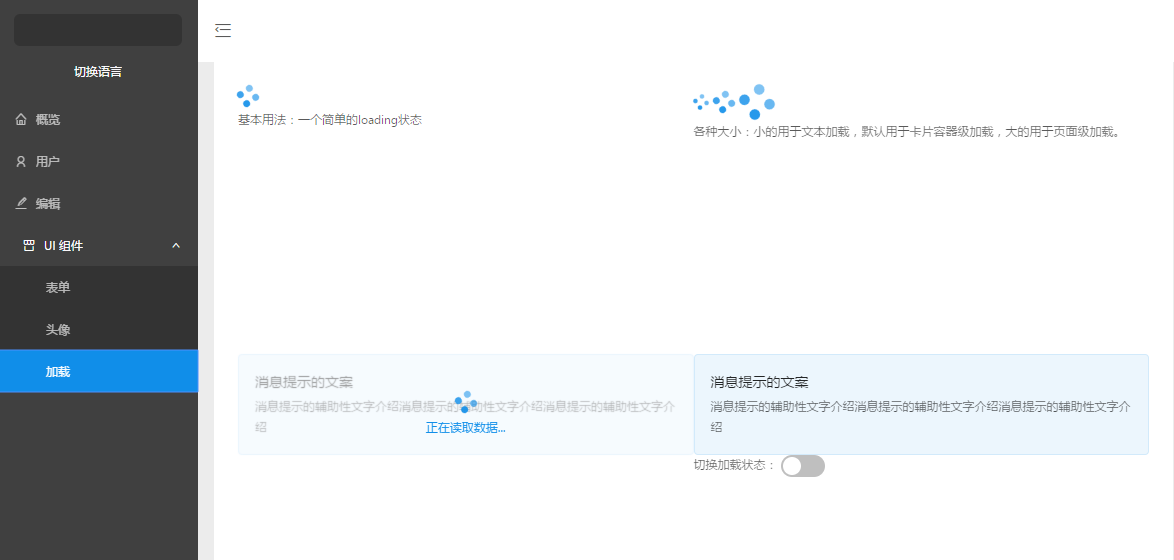 切换语言
概览
用户
编辑
UI 组件
表单
头像
加载
基本用法：一个简单的loading状态
各种大小：小的用于文本加载，默认用于卡片容器级加载，大的用于页面级加载。
消息提示的文案
消息提示的辅助性文字介绍消息提示的辅助性文字介绍消息提示的辅助性文字介
绍
正在读取数据...
消息提示的文案
消息提示的辅助性文字介绍消息提示的辅助性文字介绍消息提示的辅助性文字介
绍
切换加载状态：